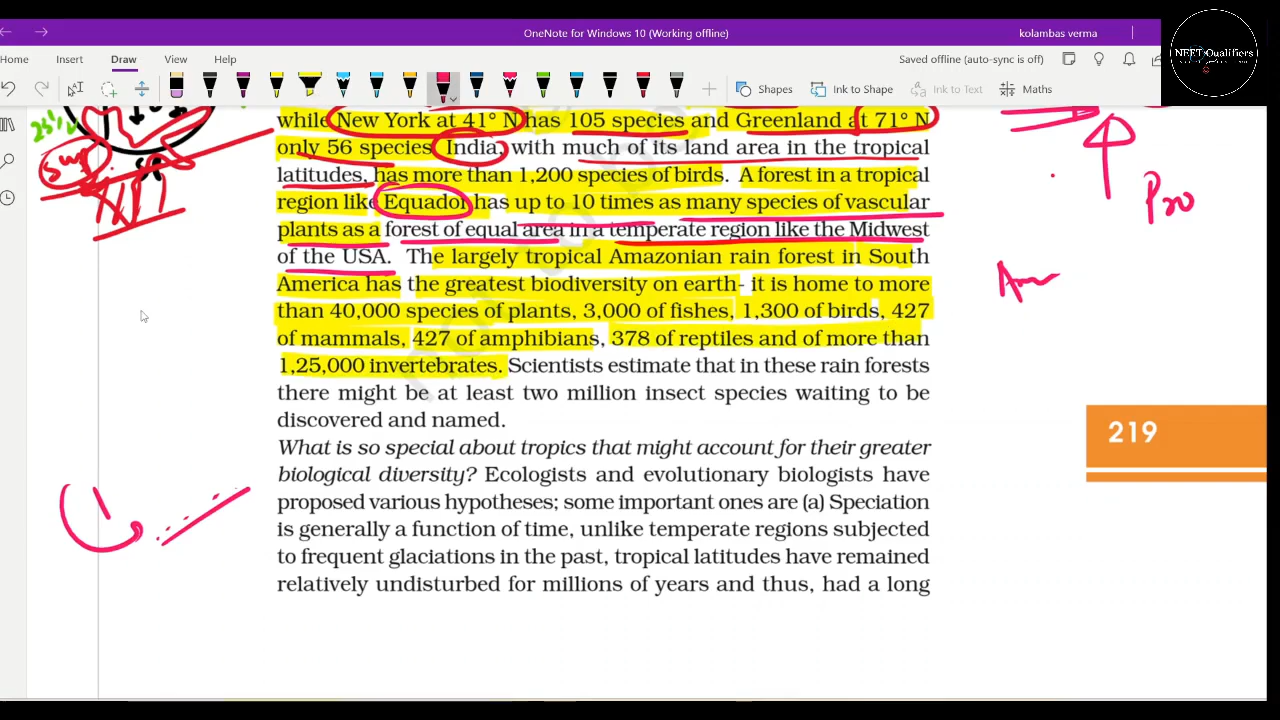 OneNote for Windows 10 (Working offline)
kolambas verma
NEET Qualifiers
Home Insert Draw View Help
Saved offline (auto-sync is off)
Shapes Ink to Shape Ink to Text Maths
while New York at 41° N has 105 species and Greenland at 71° N
only 56 species. India, with much of its land area in the tropical
latitudes, has more than 1,200 species of birds. A forest in a tropical
region like Equador has up to 10 times as many species of vascular
plants as a forest of equal area in a temperate region like the Midwest
of the USA. The largely tropical Amazonian rain forest in South
America has the greatest biodiversity on earth- it is home to more
than 40,000 species of plants, 3,000 of fishes, 1,300 of birds, 427
of mammals, 427 of amphibians, 378 of reptiles and of more than
1,25,000 invertebrates. Scientists estimate that in these rain forests
there might be at least two million insect species waiting to be
discovered and named.
What is so special about tropics that might account for their greater
biological diversity? Ecologists and evolutionary biologists have
proposed various hypotheses; some important ones are (a) Speciation
is generally a function of time, unlike temperate regions subjected
to frequent glaciations in the past, tropical latitudes have remained
relatively undisturbed for millions of years and thus, had a long
Pro
219